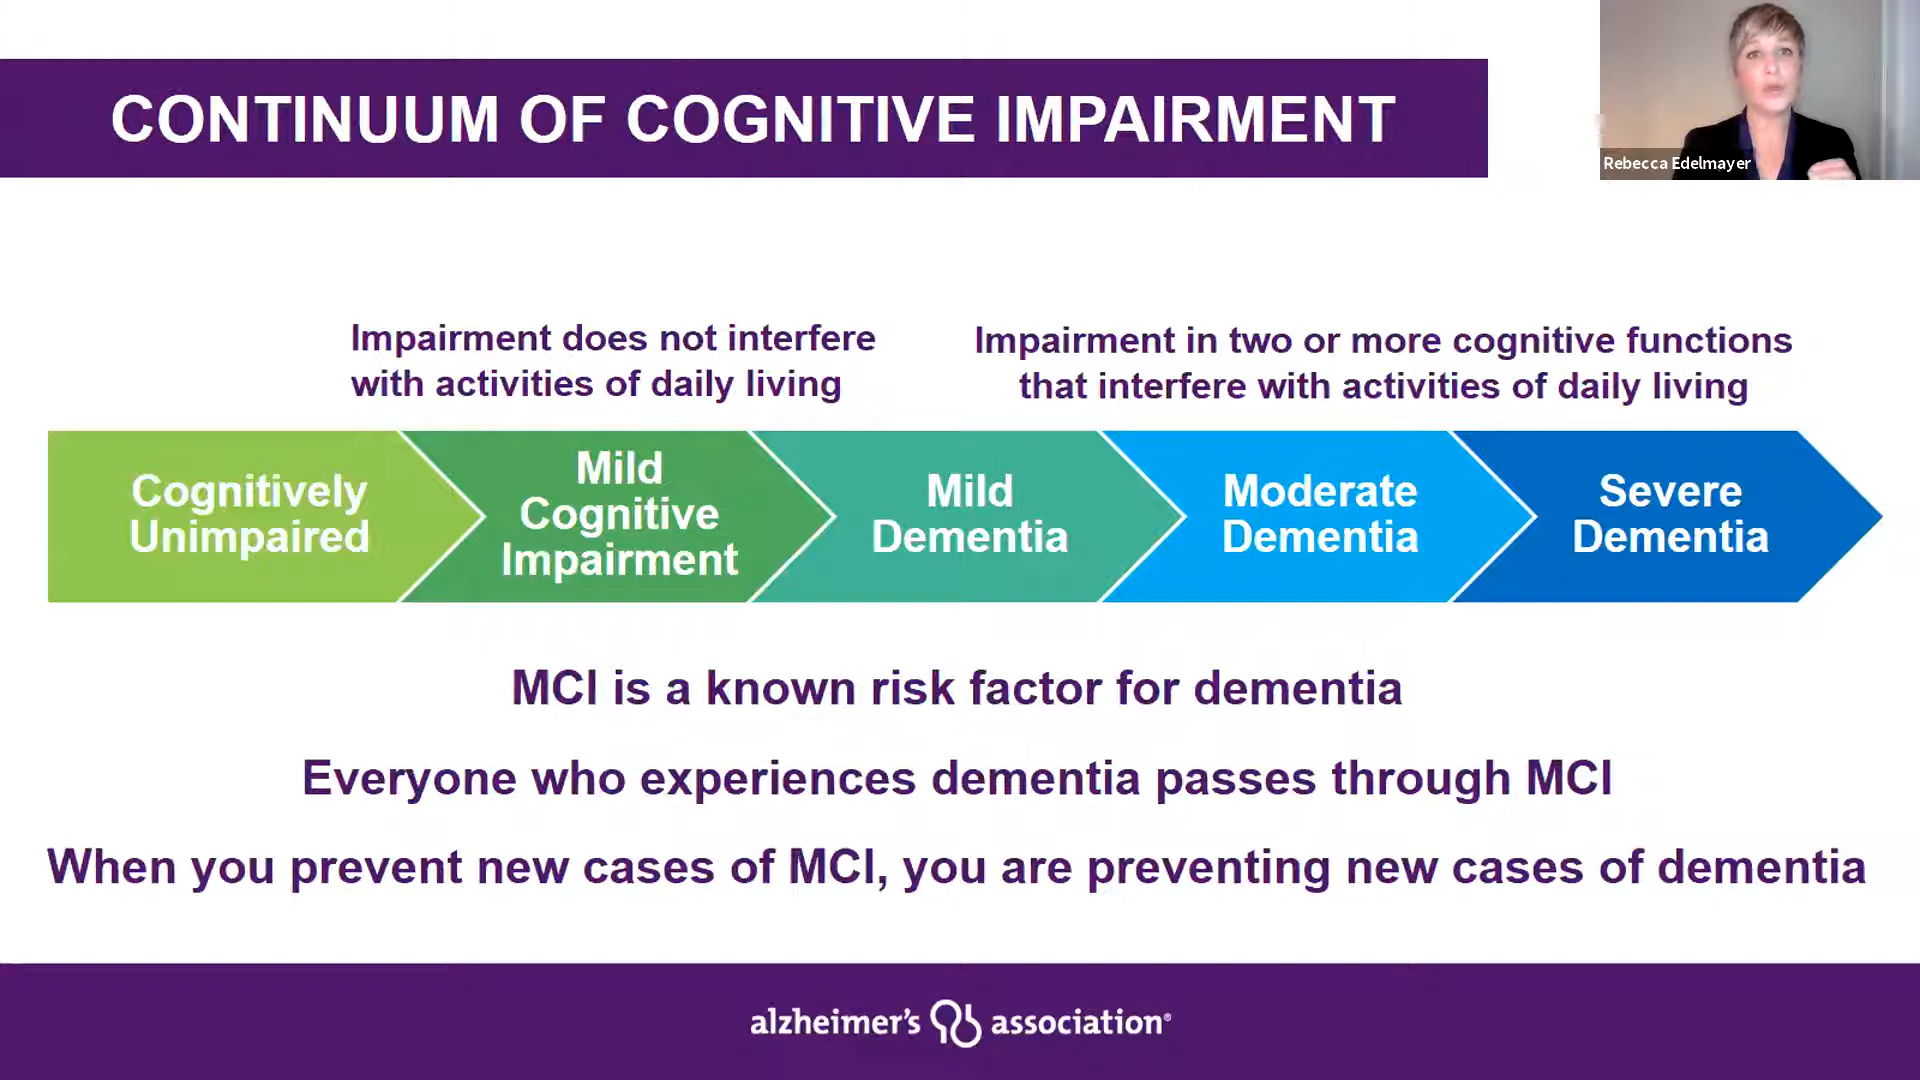 CONTINUUM OF COGNITIVE IMPAIRMENT
Rebecca Edelmayer
Impairment does not interfere
with activities of daily living
Impairment in two or more cognitive functions
that interfere with activities of daily living
Cognitively
Unimpaired
Mild
Cognitive
Impairment
Mild
Dementia
Moderate
Dementia
Severe
Dementia
MCI is a known risk factor for dementia
Everyone who experiences dementia passes through MCI
When you prevent new cases of MCI, you are preventing new cases of dementia
alzheimer's association®